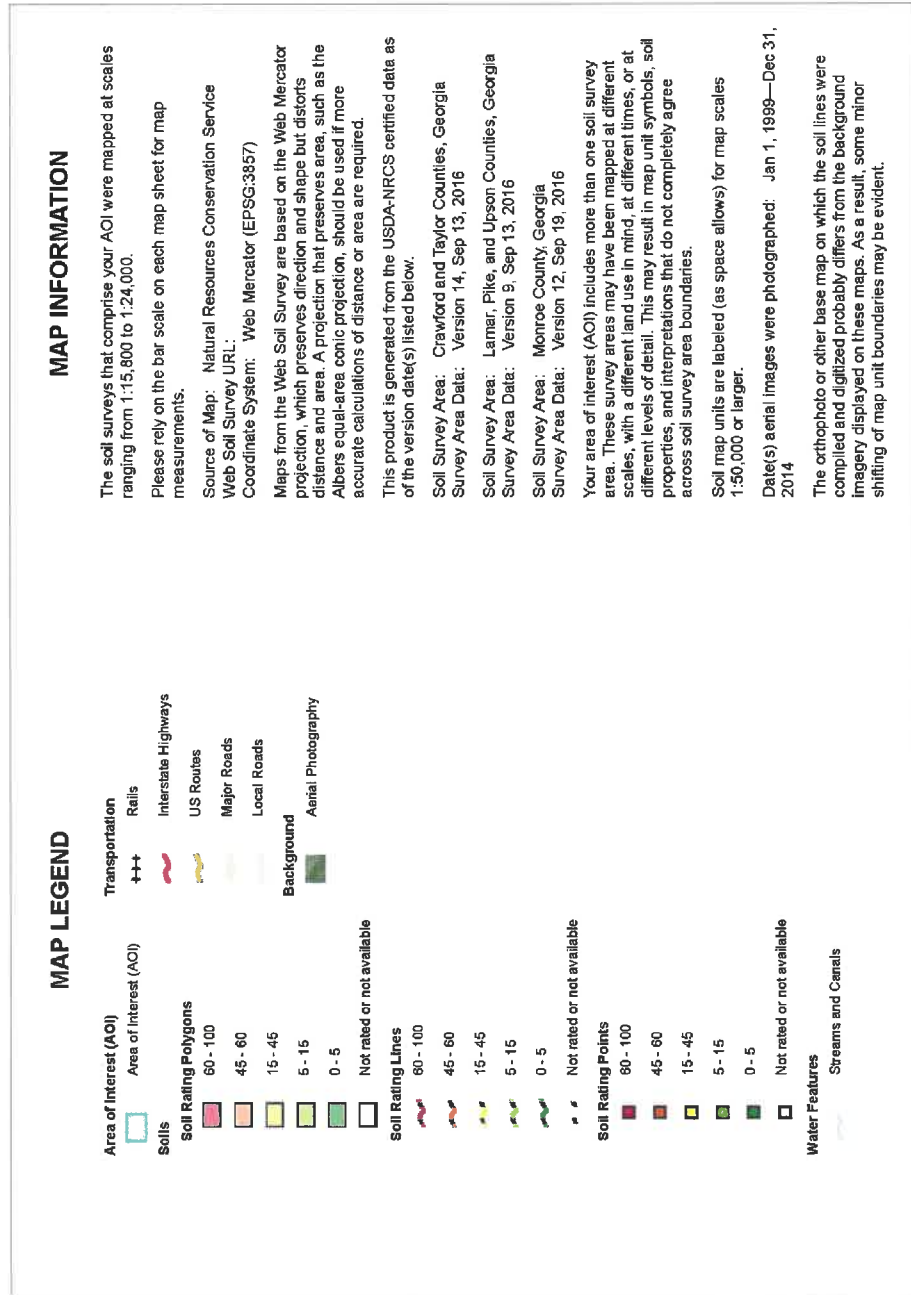 MAP LEGEND
Area of Interest (AOI)
Area of Interest (AOI)
Soils
Soil Rating Polygons
60 - 100
45 - 60
15 - 45
5 - 15
0 - 5
Not rated or not available
Soil Rating Lines
60 - 100
45 - 60
15 - 45
5 - 15
0 - 5
Not rated or not available
Soil Rating Points
60 - 100
45 - 60
15 - 45
5 - 15
0 - 5
Not rated or not available
Water Features
Streams and Canals
Transportation
Rails
Interstate Highways
US Routes
Major Roads
Local Roads
Background
Aerial Photography
MAP INFORMATION
The soil surveys that comprise your AOI were mapped at scales
ranging from 1:15,800 to 1:24,000.
Please rely on the bar scale on each map sheet for map
measurements.
Source of Map: Natural Resources Conservation Service
Web Soil Survey URL:
Coordinate System: Web Mercator (EPSG:3857)
Maps from the Web Soil Survey are based on the Web Mercator
projection, which preserves direction and shape but distorts
distance and area. A projection that preserves area, such as the
Albers equal-area conic projection, should be used if more
accurate calculations of distance or area are required.
This product is generated from the USDA-NRCS certified data as
of the version date(s) listed below.
Soil Survey Area: Crawford and Taylor Counties, Georgia
Survey Area Data: Version 14, Sep 13, 2016
Soil Survey Area: Lamar, Pike, and Upson Counties, Georgia
Survey Area Data: Version 9, Sep 13, 2016
Soil Survey Area: Monroe County, Georgia
Survey Area Data: Version 12, Sep 19, 2016
Your area of interest (AOI) includes more than one soil survey
area. These survey areas may have been mapped at different
scales, with a different land use in mind, at different times, or at
different levels of detail. This may result in map unit symbols, soil
properties, and interpretations that do not completely agree
across soil survey area boundaries.
Soil map units are labeled (as space allows) for map scales
1:50,000 or larger.
Date(s) aerial images were photographed: Jan 1, 1999—Dec 31,
2014
The orthophoto or other base map on which the soil lines were
compiled and digitized probably differs from the background
imagery displayed on these maps. As a result, some minor
shifting of map unit boundaries may be evident.